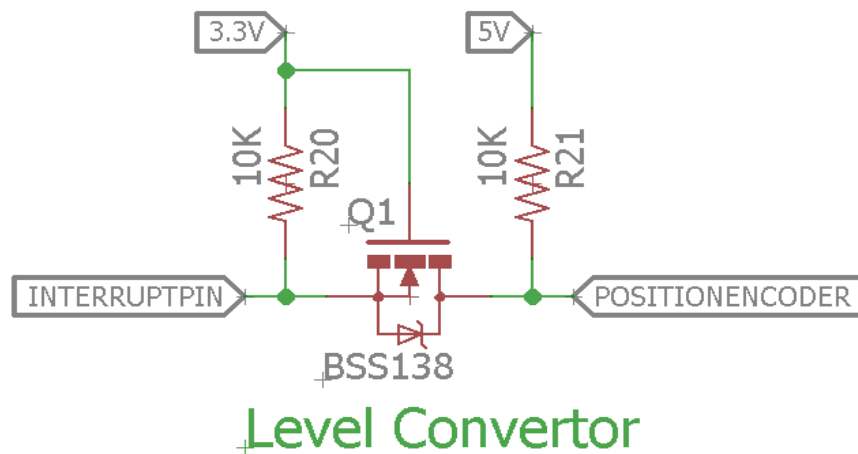 3.3V
5V
10K
R20
10K
R21
Q1
INTERRUPTPIN
POSITIONENCODER
BSS138
Level Convertor